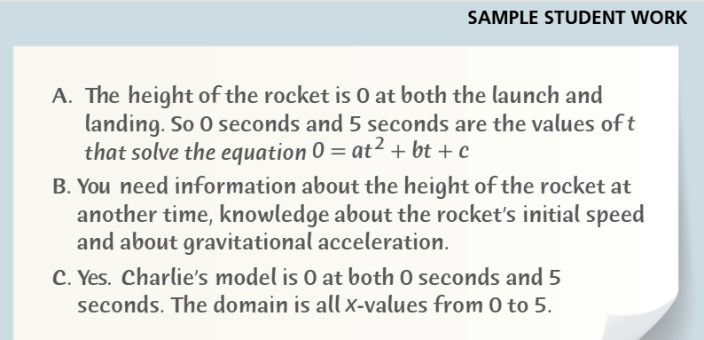 SAMPLE STUDENT WORK
A. The height of the rocket is 0 at both the launch and
landing. So 0 seconds and 5 seconds are the values of t
that solve the equation 0 = at² + bt + c
B. You need information about the height of the rocket at
another time, knowledge about the rocket's initial speed
and about gravitational acceleration.
C. Yes. Charlie's model is 0 at both 0 seconds and 5
seconds. The domain is all x-values from 0 to 5.